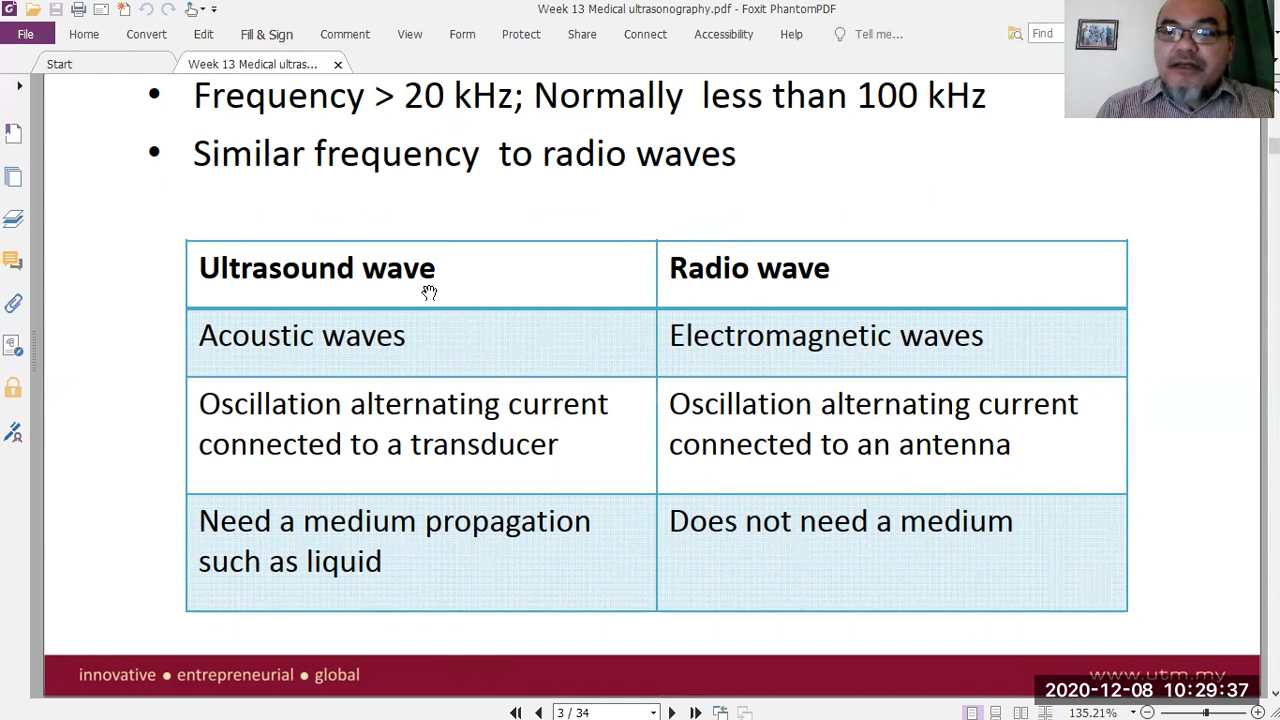 Week 13 Medical ultrasonography.pdf - Foxit PhantomPDF
File Home Convert Edit Fill & Sign Comment View Form Protect Share Connect Accessibility Help Tell me... Find
Start Week 13 Medical ultras...
• Frequency > 20 kHz; Normally less than 100 kHz
• Similar frequency to radio waves
Ultrasound wave Radio wave
Acoustic waves Electromagnetic waves
Oscillation alternating current
connected to a transducer
Oscillation alternating current
connected to an antenna
Need a medium propagation
such as liquid
Does not need a medium
innovative ● entrepreneurial ● global
www.utm.my
2020-12-08 10:29:37
3 / 34
135.21%